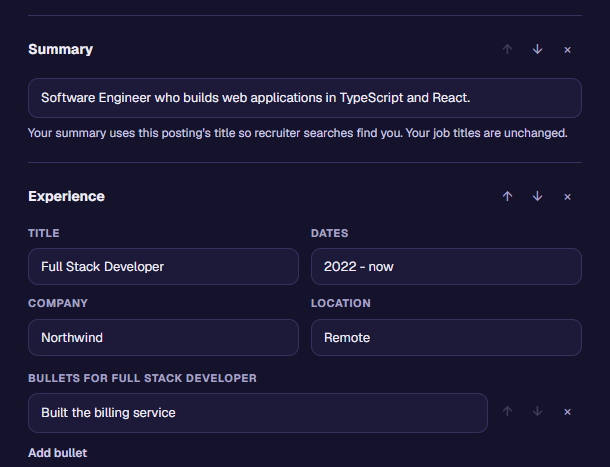 Summary
Software Engineer who builds web applications in TypeScript and React.
Your summary uses this posting's title so recruiter searches find you. Your job titles are unchanged.
Experience
TITLE
DATES
Full Stack Developer
2022 - now
COMPANY
LOCATION
Northwind
Remote
BULLETS FOR FULL STACK DEVELOPER
Built the billing service
Add bullet